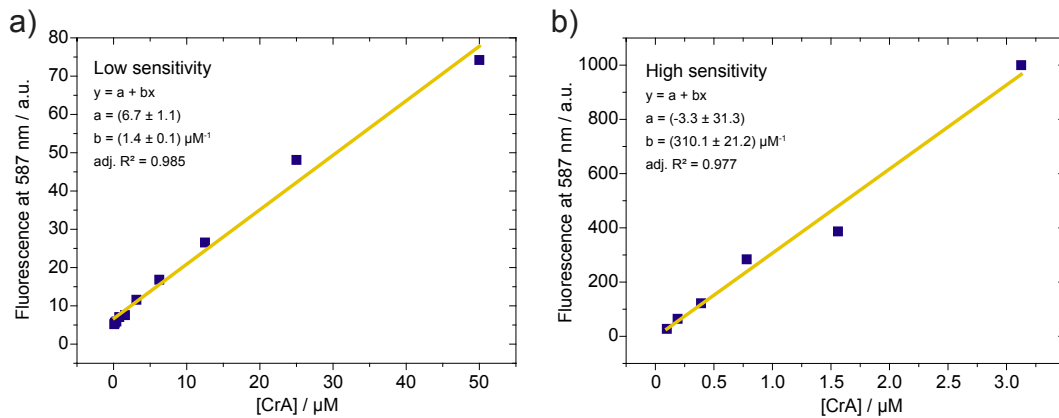 a)
Fluorescence at 587 nm / a.u.
80
70
60
50
40
30
20
10
0
Low sensitivity
y = a + bx
a = (6.7 ± 1.1)
b = (1.4 ± 0.1) µM⁻¹
adj. R² = 0.985
0 10 20 30 40 50
[CrA] / µM
b)
Fluorescence at 587 nm / a.u.
1000
800
600
400
200
0
High sensitivity
y = a + bx
a = (-3.3 ± 31.3)
b = (310.1 ± 21.2) µM⁻¹
adj. R² = 0.977
0 0.5 1.0 1.5 2.0 2.5 3.0
[CrA] / µM